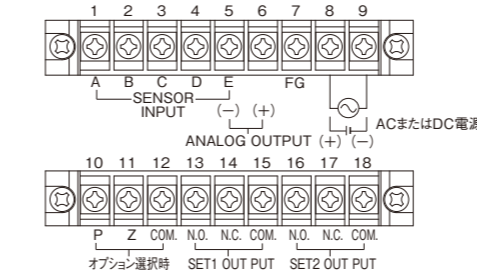 1 2 3 4 5 6 7 8 9
A B C D E FG
SENSOR INPUT
(−) (+)
ANALOG OUTPUT
(+) (−)
ACまたはDC電源
10 11 12 13 14 15 16 17 18
P Z COM. N.O. N.C. COM. N.O. N.C. COM.
オプション選択時 SET1 OUT PUT SET2 OUT PUT